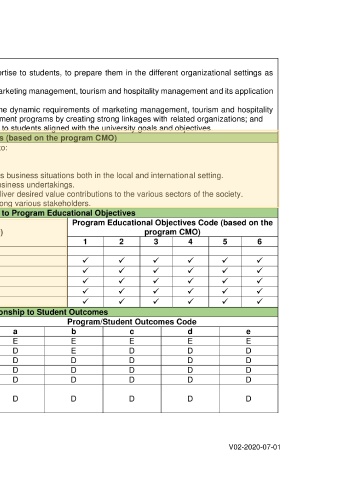 rtise to students, to prepare them in the different organizational settings as
arketing management, tourism and hospitality management and its application
he dynamic requirements of marketing management, tourism and hospitality
ment programs by creating strong linkages with related organizations; and
to students aligned with the university goals and objectives
s (based on the program CMO)
to:
s business situations both in the local and international setting.
usiness undertakings.
liver desired value contributions to the various sectors of the society.
ong various stakeholders.
to Program Educational Objectives
Program Educational Objectives Code (based on the
) program CMO)
1 2 3 4 5 6
✓ ✓ ✓ ✓ ✓ ✓
✓ ✓ ✓ ✓ ✓ ✓
✓ ✓ ✓ ✓ ✓ ✓
✓ ✓ ✓ ✓ ✓ ✓
✓ ✓ ✓ ✓ ✓ ✓
onship to Student Outcomes
Program/Student Outcomes Code
a b c d e
E E E E E
D E D D D
D D D D D
D D D D D
D D D D D
D D D D D
V02-2020-07-01